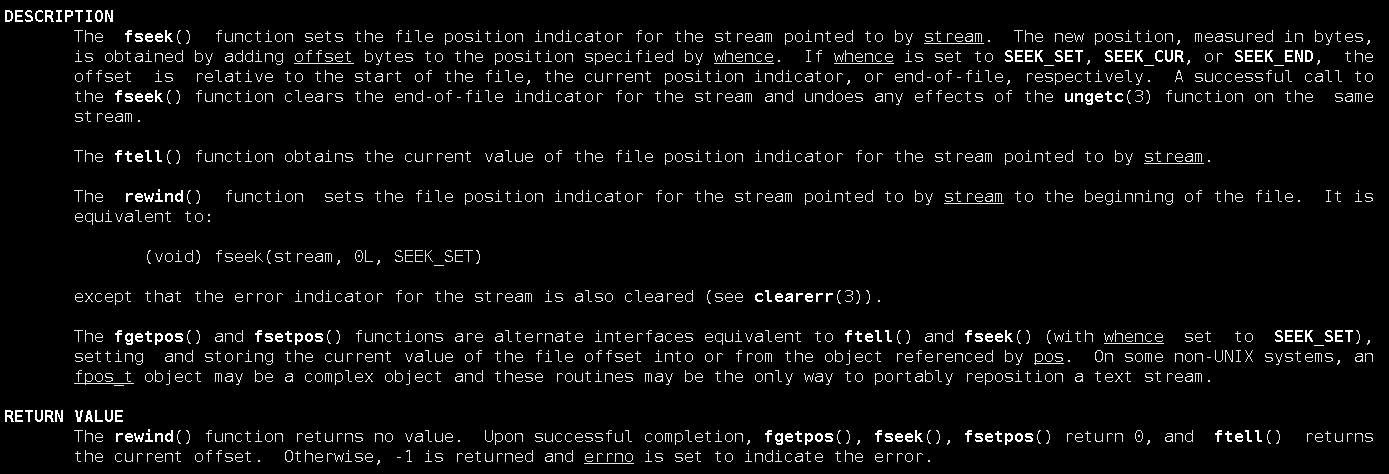 DESCRIPTION
The fseek() function sets the file position indicator for the stream pointed to by stream. The new position, measured in bytes,
is obtained by adding offset bytes to the position specified by whence. If whence is set to SEEK_SET, SEEK_CUR, or SEEK_END, the
offset is relative to the start of the file, the current position indicator, or end-of-file, respectively. A successful call to
the fseek() function clears the end-of-file indicator for the stream and undoes any effects of the ungetc(3) function on the same
stream.
The ftell() function obtains the current value of the file position indicator for the stream pointed to by stream.
The rewind() function sets the file position indicator for the stream pointed to by stream to the beginning of the file. It is
equivalent to:
(void) fseek(stream, 0L, SEEK_SET)
except that the error indicator for the stream is also cleared (see clearerr(3)).
The fgetpos() and fsetpos() functions are alternate interfaces equivalent to ftell() and fseek() (with whence set to SEEK_SET),
setting and storing the current value of the file offset into or from the object referenced by pos. On some non-UNIX systems, an
fpos_t object may be a complex object and these routines may be the only way to portably reposition a text stream.
RETURN VALUE
The rewind() function returns no value. Upon successful completion, fgetpos(), fseek(), fsetpos() return 0, and ftell() returns
the current offset. Otherwise, -1 is returned and errno is set to indicate the error.